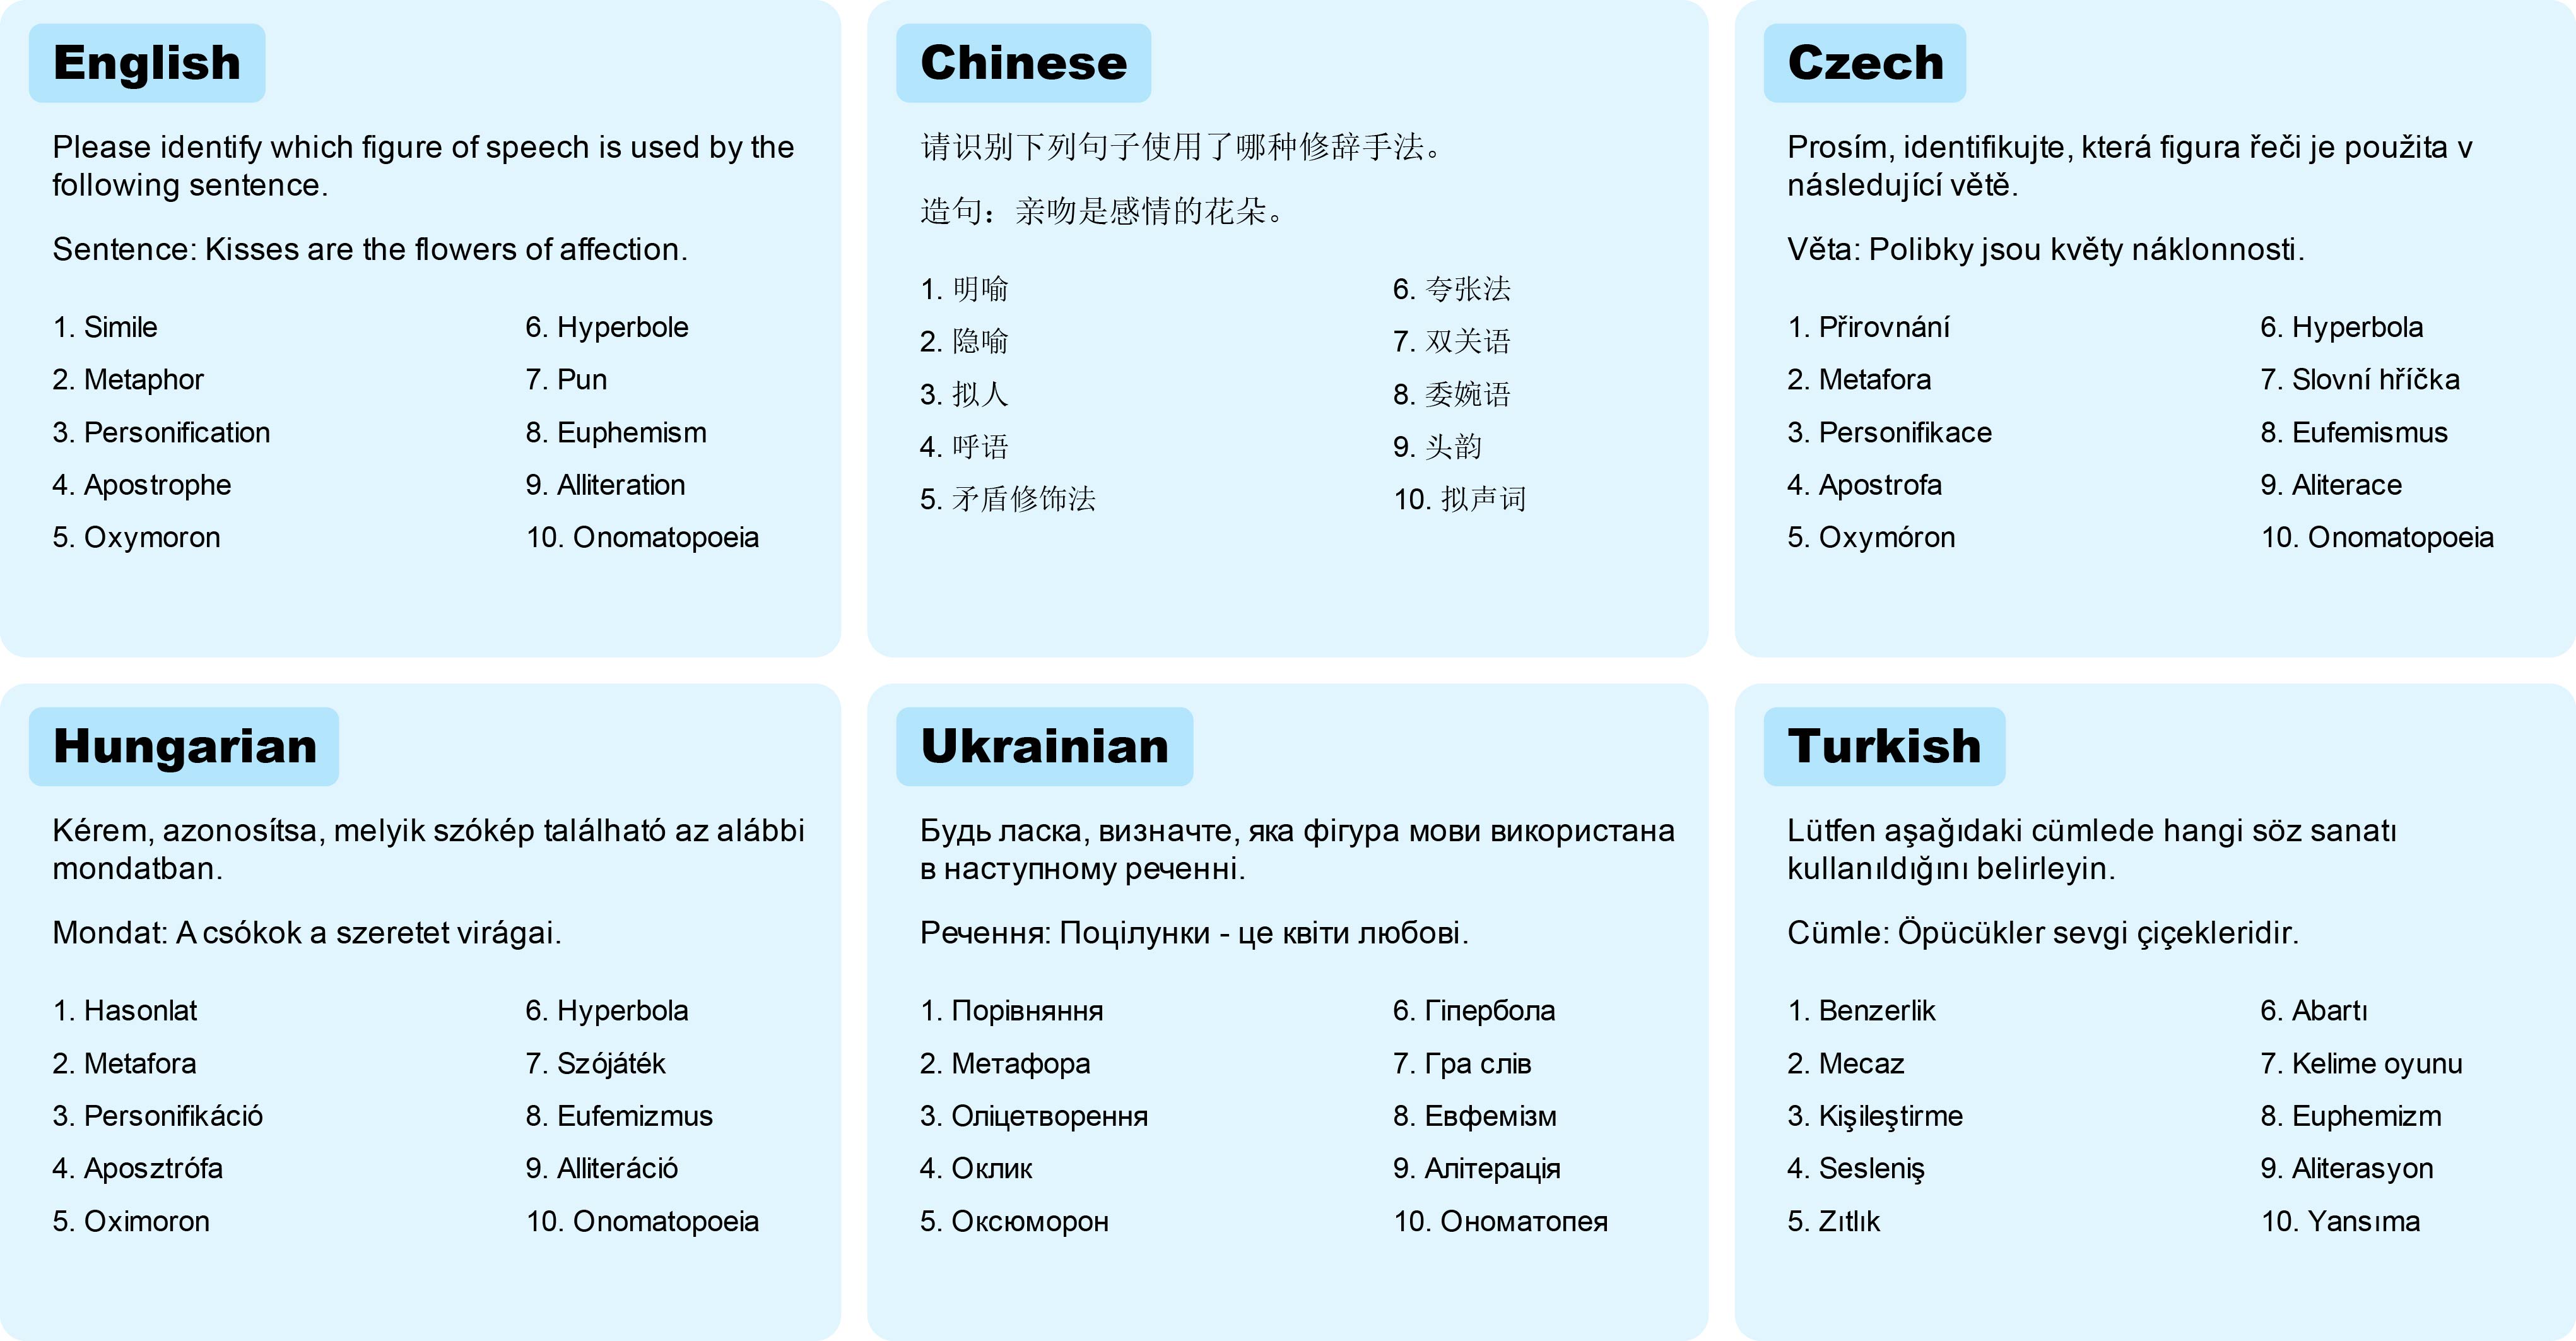 English
Please identify which figure of speech is used by the
following sentence.
Sentence: Kisses are the flowers of affection.
1. Simile
2. Metaphor
3. Personification
4. Apostrophe
5. Oxymoron
6. Hyperbole
7. Pun
8. Euphemism
9. Alliteration
10. Onomatopoeia
Chinese
请识别下列句子使用了哪种修辞手法。
造句：亲吻是感情的花朵。
1. 明喻
2. 隐喻
3. 拟人
4. 呼语
5. 矛盾修饰法
6. 夸张法
7. 双关语
8. 委婉语
9. 头韵
10. 拟声词
Czech
Prosím, identifikujte, která figura řeči je použita v
následující větě.
Věta: Polibky jsou květy náklonnosti.
1. Přirovnání
2. Metafora
3. Personifikace
4. Apostrofa
5. Oxymóron
6. Hyperbola
7. Slovní hříčka
8. Eufemismus
9. Aliterace
10. Onomatopoeia
Hungarian
Kérem, azonosítsa, melyik szókép található az alábbi
mondatban.
Mondat: A csókok a szeretet virágai.
1. Hasonlat
2. Metafora
3. Personifikáció
4. Aposztrófa
5. Oximoron
6. Hyperbola
7. Szójáték
8. Eufemizmus
9. Alliteráció
10. Onomatopoeia
Ukrainian
Будь ласка, визначте, яка фігура мови використана
в наступному реченні.
Речення: Поцілунки - це квіти любові.
1. Порівняння
2. Метафора
3. Оліцетворення
4. Оклик
5. Оксюморон
6. Гіпербола
7. Гра слів
8. Евфемізм
9. Алітерація
10. Ономатопея
Turkish
Lütfen aşağıdaki cümlede hangi söz sanatı
kullanıldığını belirleyin.
Cümle: Öpücükler sevgi çiçekleridir.
1. Benzerlik
2. Mecaz
3. Kişileştirme
4. Sesleniş
5. Zıtlık
6. Abartı
7. Kelime oyunu
8. Euphemizm
9. Aliterasyon
10. Yansıma